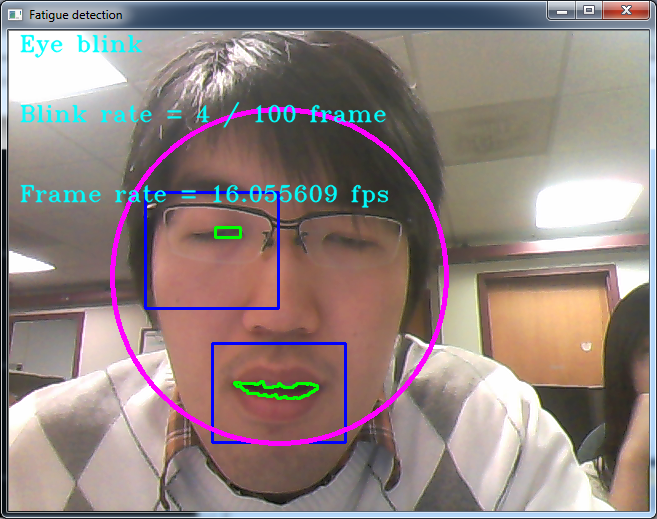 Fatigue detection
Eye blink
Blink rate = 4 / 100 frame
Frame rate = 16.055609 fps